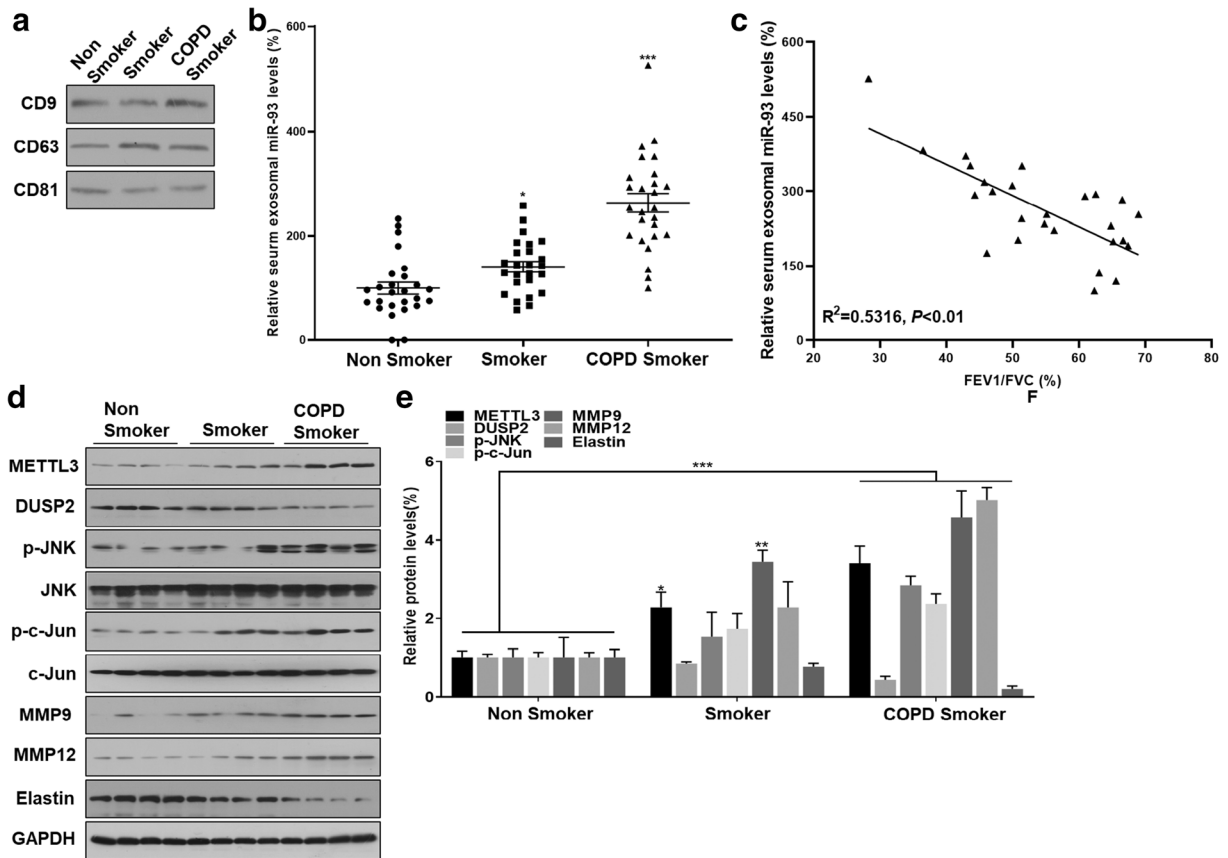 a
Non Smoker
Smoker
COPD Smoker
CD9
CD63
CD81
b
Relative seurm exosomal miR-93 levels (%)
600
400
200
0
***
*
Non Smoker
Smoker
COPD Smoker
c
Relative serum exosomal miR-93 levels (%)
600
450
300
150
0
R2=0.5316, P<0.01
20
30
40
50
60
70
80
FEV1/FVC (%)
F
d
Non Smoker
Smoker
COPD Smoker
METTL3
DUSP2
p-JNK
JNK
p-c-Jun
c-Jun
MMP9
MMP12
Elastin
GAPDH
e
METTL3
DUSP2
p-JNK
p-c-Jun
MMP9
MMP12
Elastin
Relative protein levels(%)
6
4
2
0
***
*
**
Non Smoker
Smoker
COPD Smoker